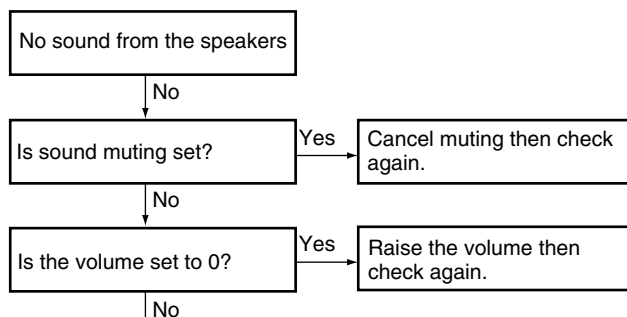 No sound from the speakers
No
Is sound muting set?
Yes
Cancel muting then check
again.
No
Is the volume set to 0?
Yes
Raise the volume then
check again.
No